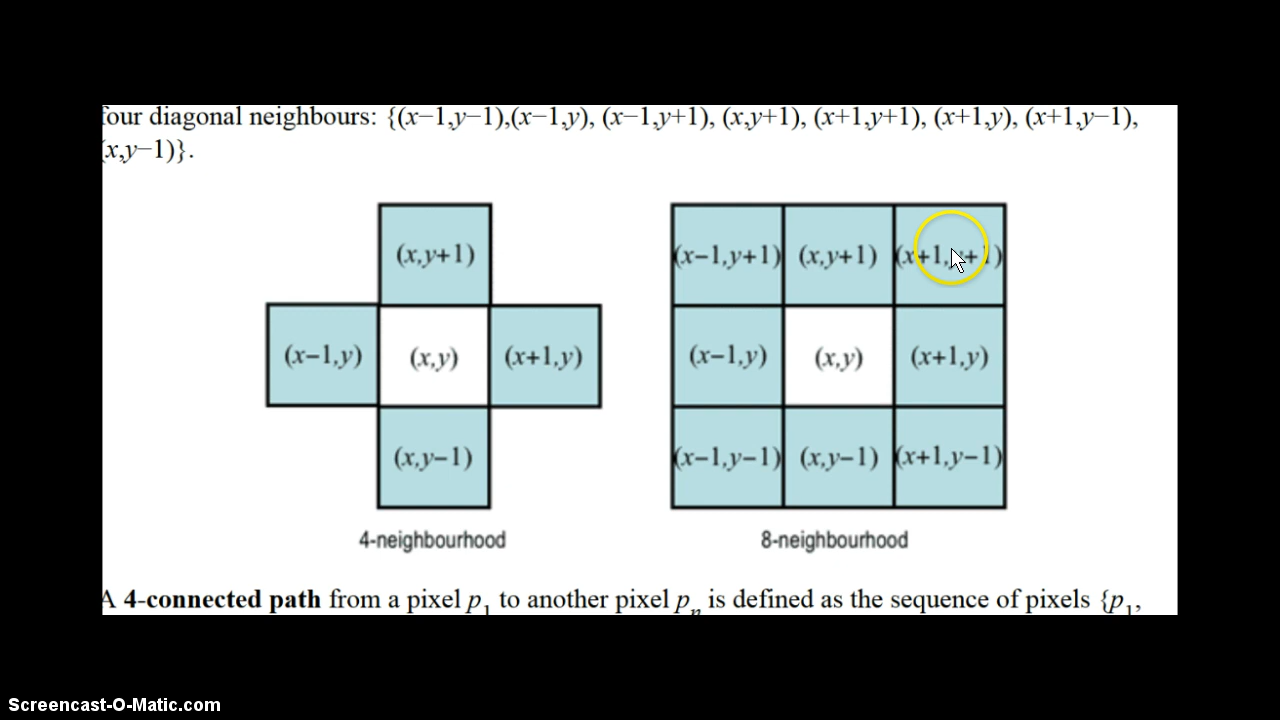 four diagonal neighbours: {(x−1,y−1),(x−1,y), (x−1,y+1), (x,y+1), (x+1,y+1), (x+1,y), (x+1,y−1),
(x,y−1)}.
(x,y+1)
(x−1,y) (x,y) (x+1,y)
(x,y−1)
4-neighbourhood
(x−1,y+1) (x,y+1) (x+1,y+1)
(x−1,y) (x,y) (x+1,y)
(x−1,y−1) (x,y−1) (x+1,y−1)
8-neighbourhood
A 4-connected path from a pixel p1 to another pixel pn is defined as the sequence of pixels {p1,
Screencast-O-Matic.com